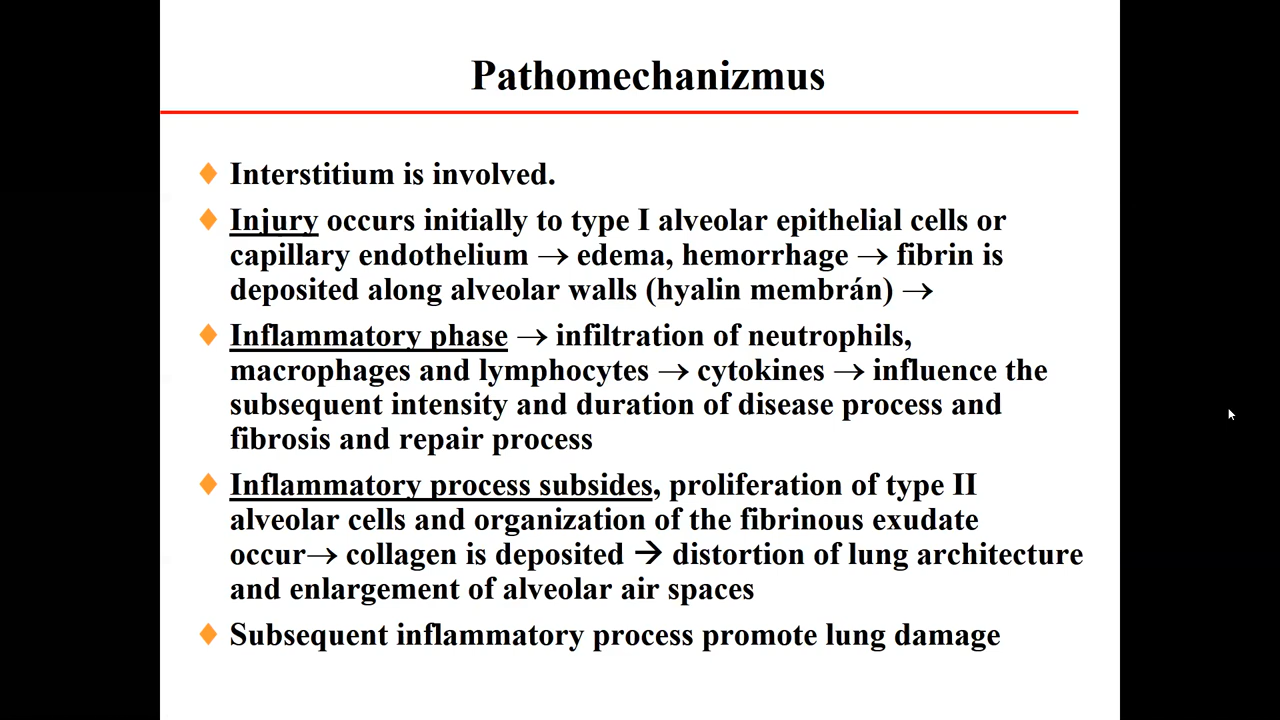 Pathomechanizmus
♦ Interstitium is involved.
♦ Injury occurs initially to type I alveolar epithelial cells or
capillary endothelium → edema, hemorrhage → fibrin is
deposited along alveolar walls (hyalin membrán) →
♦ Inflammatory phase → infiltration of neutrophils,
macrophages and lymphocytes → cytokines → influence the
subsequent intensity and duration of disease process and
fibrosis and repair process
♦ Inflammatory process subsides, proliferation of type II
alveolar cells and organization of the fibrinous exudate
occur→ collagen is deposited → distortion of lung architecture
and enlargement of alveolar air spaces
♦ Subsequent inflammatory process promote lung damage